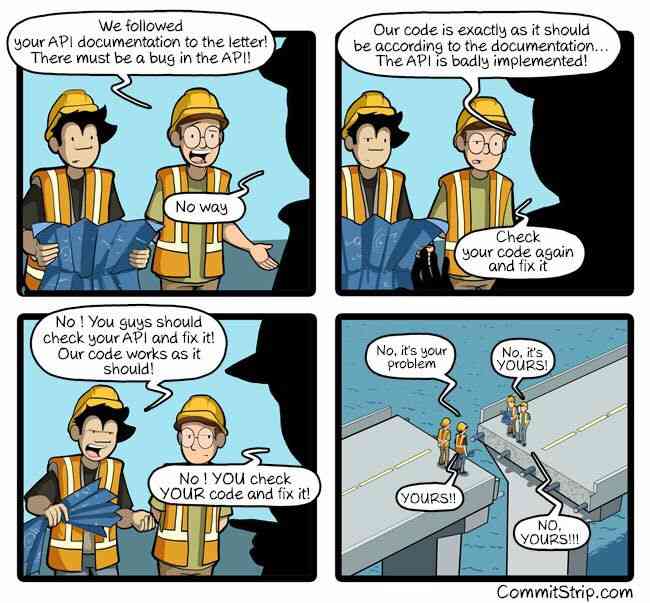 We followed
your API documentation to the letter!
There must be a bug in the API!
No way
Our code is exactly as it should
be according to the documentation...
The API is badly implemented!
Check
your code again
and fix it
No ! You guys should
check your API and fix it!
Our code works as it
should!
No ! YOU check
YOUR code and fix it!
No, it's your
problem
No, it's
YOURS!
YOURS!!
NO,
YOURS!!!
CommitStrip.com